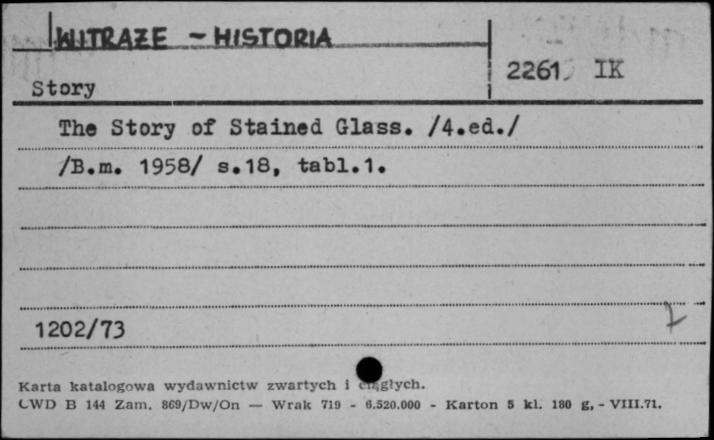 WITRAŻE - HISTORIA
2261 IK
Story
The Story of Stained Glass. /4.ed./
/B.m. 1958/ s.18, tabl.1.
1202/73
Karta katalogowa wydawnictw zwartych i ciągłych.
CWD B 144 Zam. 869/Dw/On — Wrak 719 - 6.520.000 - Karton 5 kl. 180 g, - VIII.71.